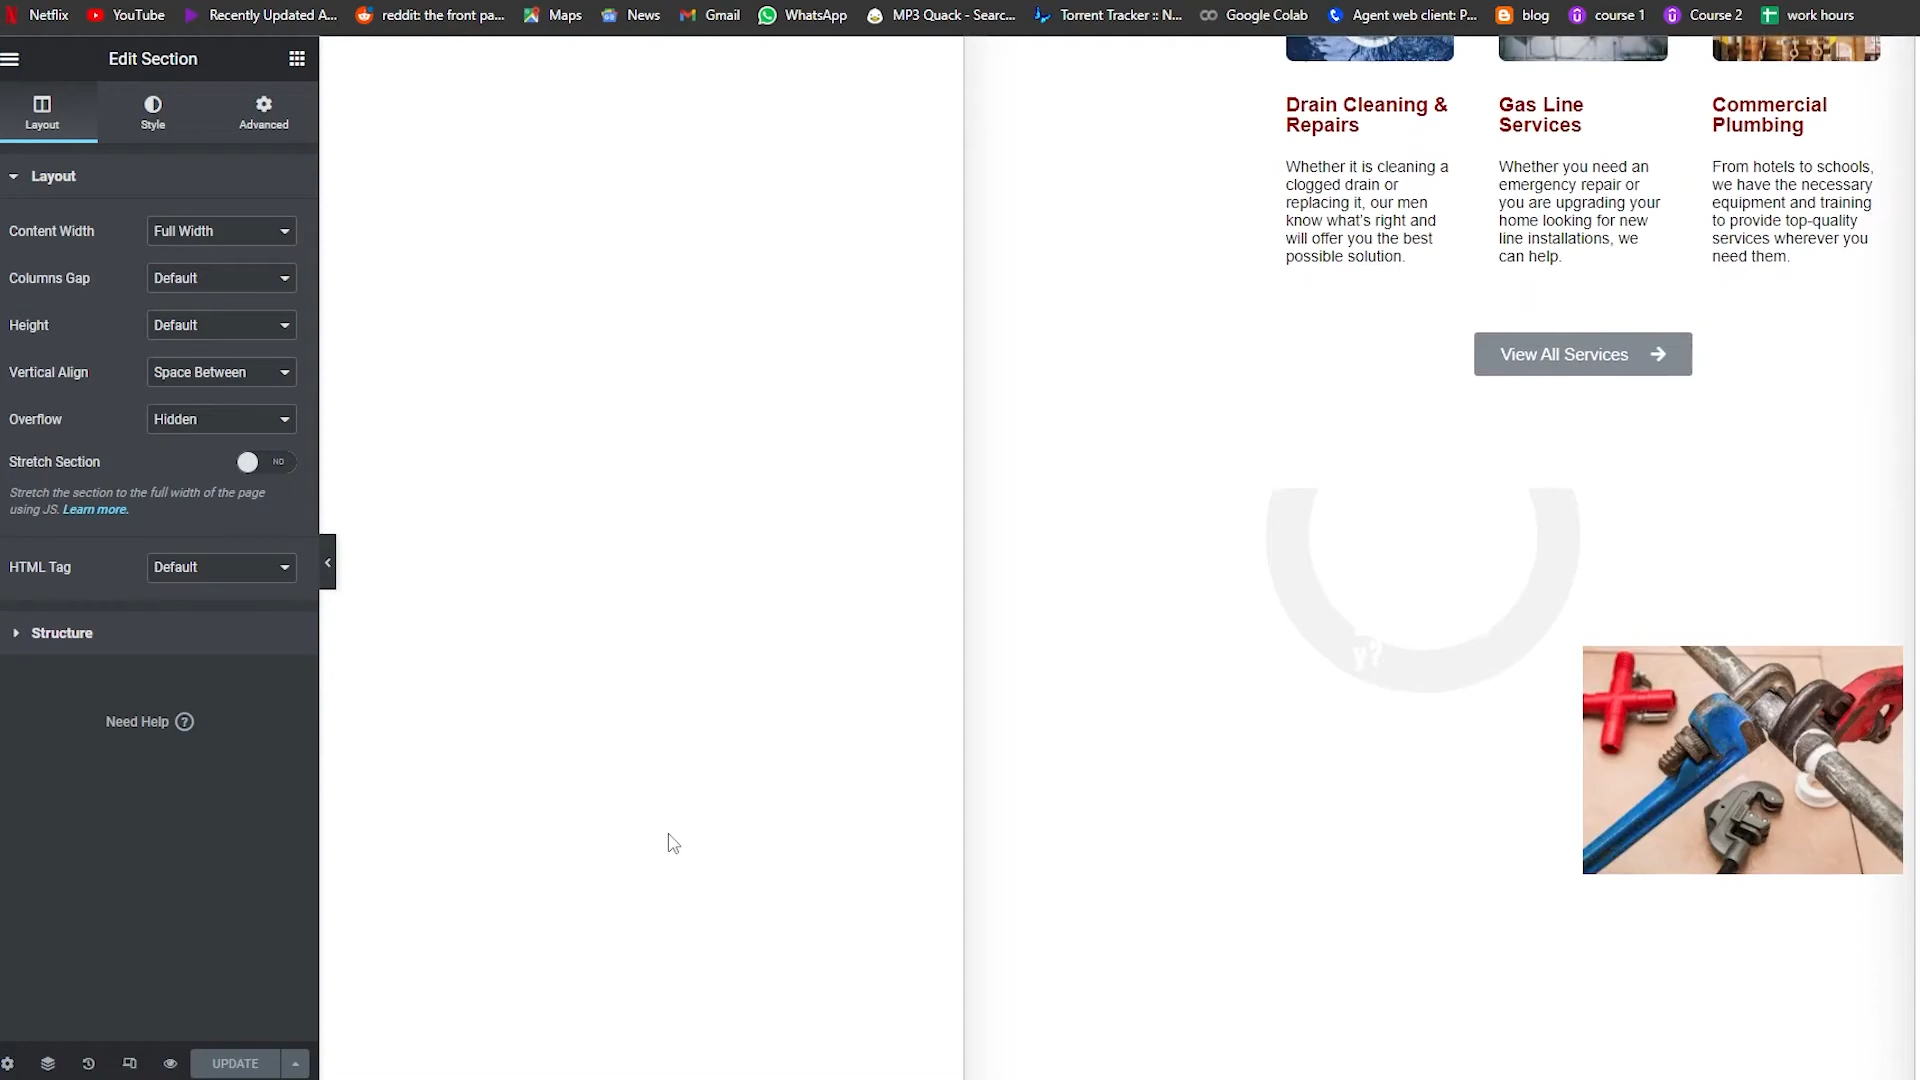 Netflix YouTube Recently Updated A... reddit: the front pa... Maps News Gmail WhatsApp MP3 Quack - Searc... Torrent Tracker :: N... Google Colab Agent web client: P... blog course 1 Course 2 work hours
Edit Section
Layout Style Advanced
Layout
Content Width Full Width
Columns Gap Default
Height Default
Vertical Align Space Between
Overflow Hidden
Stretch Section NO
Stretch the section to the full width of the page
using JS. Learn more.
HTML Tag Default
Structure
Need Help ?
UPDATE
Drain Cleaning &
Repairs
Whether it is cleaning a
clogged drain or
replacing it, our men
know what's right and
will offer you the best
possible solution.
Gas Line
Services
Whether you need an
emergency repair or
you are upgrading your
home looking for new
line installations, we
can help.
Commercial
Plumbing
From hotels to schools,
we have the necessary
equipment and training
to provide top-quality
services wherever you
need them.
View All Services
y?